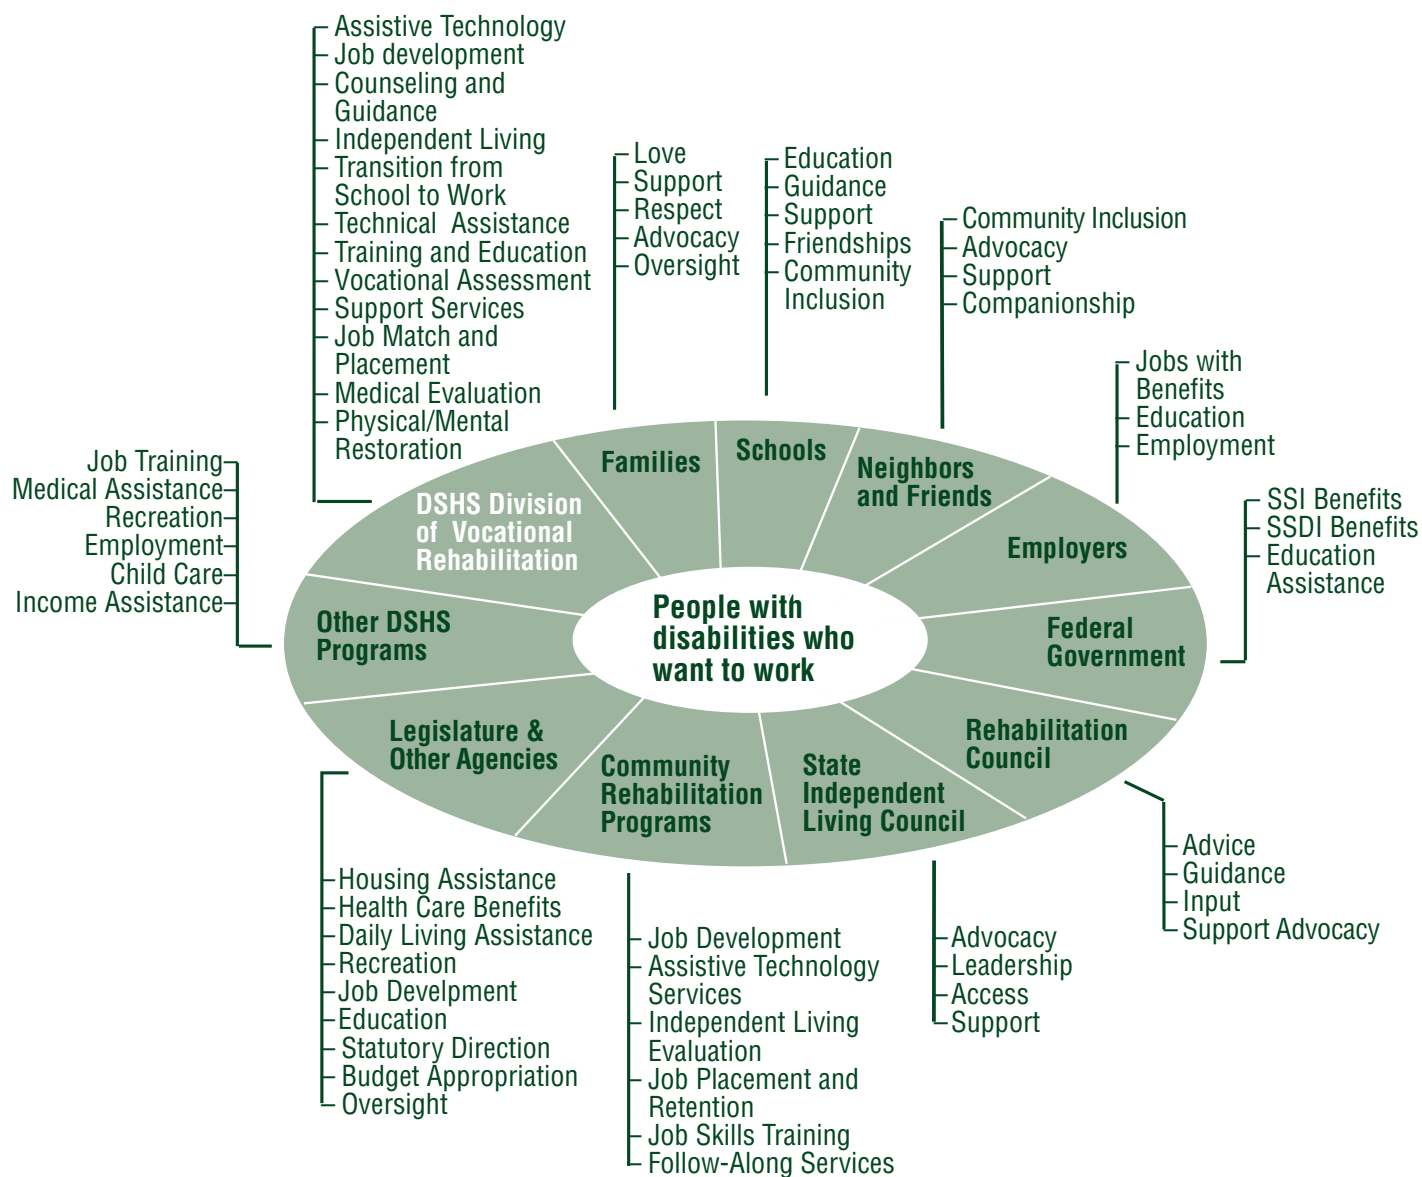 Assistive Technology
Job development
Counseling and
Guidance
Independent Living
Transition from
School to Work
Technical Assistance
Training and Education
Vocational Assessment
Support Services
Job Match and
Placement
Medical Evaluation
Physical/Mental
Restoration
Love
Support
Respect
Advocacy
Oversight
Education
Guidance
Support
Friendships
Community
Inclusion
Community Inclusion
Advocacy
Support
Companionship
Jobs with
Benefits
Education
Employment
SSI Benefits
SSDI Benefits
Education
Assistance
Job Training
Medical Assistance
Recreation
Employment
Child Care
Income Assistance
DSHS Division
of Vocational
Rehabilitation
Families
Schools
Neighbors
and Friends
Employers
Federal
Government
Rehabilitation
Council
State
Independent
Living Council
Community
Rehabilitation
Programs
Legislature &
Other Agencies
Other DSHS
Programs
People with
disabilities who
want to work
Housing Assistance
Health Care Benefits
Daily Living Assistance
Recreation
Job Develpment
Education
Statutory Direction
Budget Appropriation
Oversight
Job Development
Assistive Technology
Services
Independent Living
Evaluation
Job Placement and
Retention
Job Skills Training
Follow-Along Services
Advocacy
Leadership
Access
Support
Advice
Guidance
Input
Support Advocacy